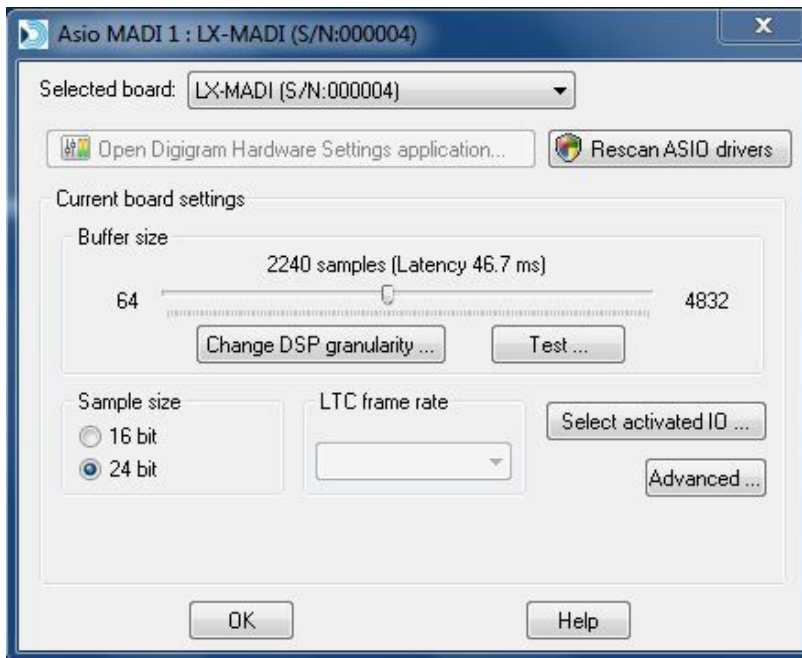 Asio MADI 1 : LX-MADI (S/N:000004)
Selected board: LX-MADI (S/N:000004)
Open Digigram Hardware Settings application... Rescan ASIO drivers
Current board settings
Buffer size
2240 samples (Latency 46.7 ms)
64 4832
Change DSP granularity ... Test ...
Sample size LTC frame rate
16 bit Select activated IO ...
24 bit
Advanced ...
OK Help